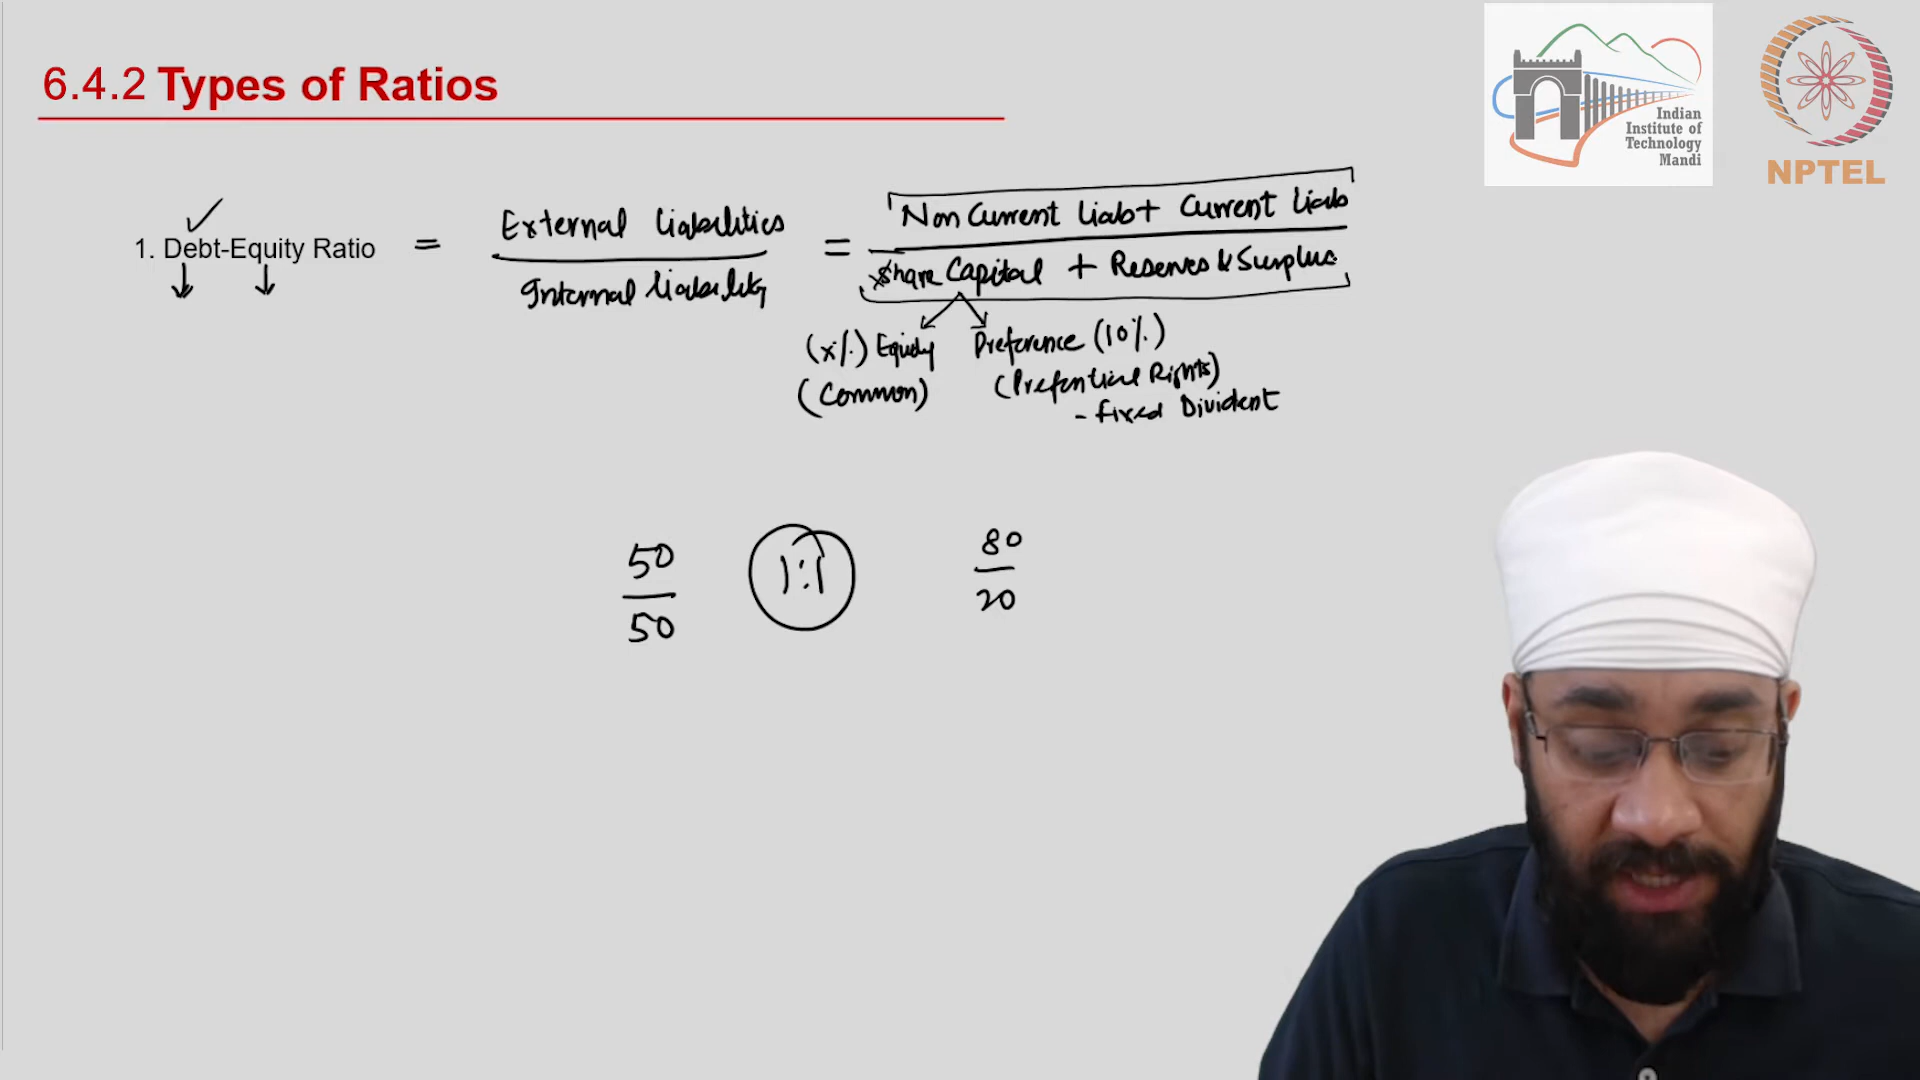 6.4.2 Types of Ratios
Indian
Institute of
Technology
Mandi
NPTEL
1. Debt-Equity Ratio = External Liabilities = Non Current Liab + Current Liab
Internal Liability Share Capital + Reserves & Surplus
(x%) Equity Preference (10%)
(Common) (Prefential Rights)
- fixed Divident
50 1:1 80
50 20